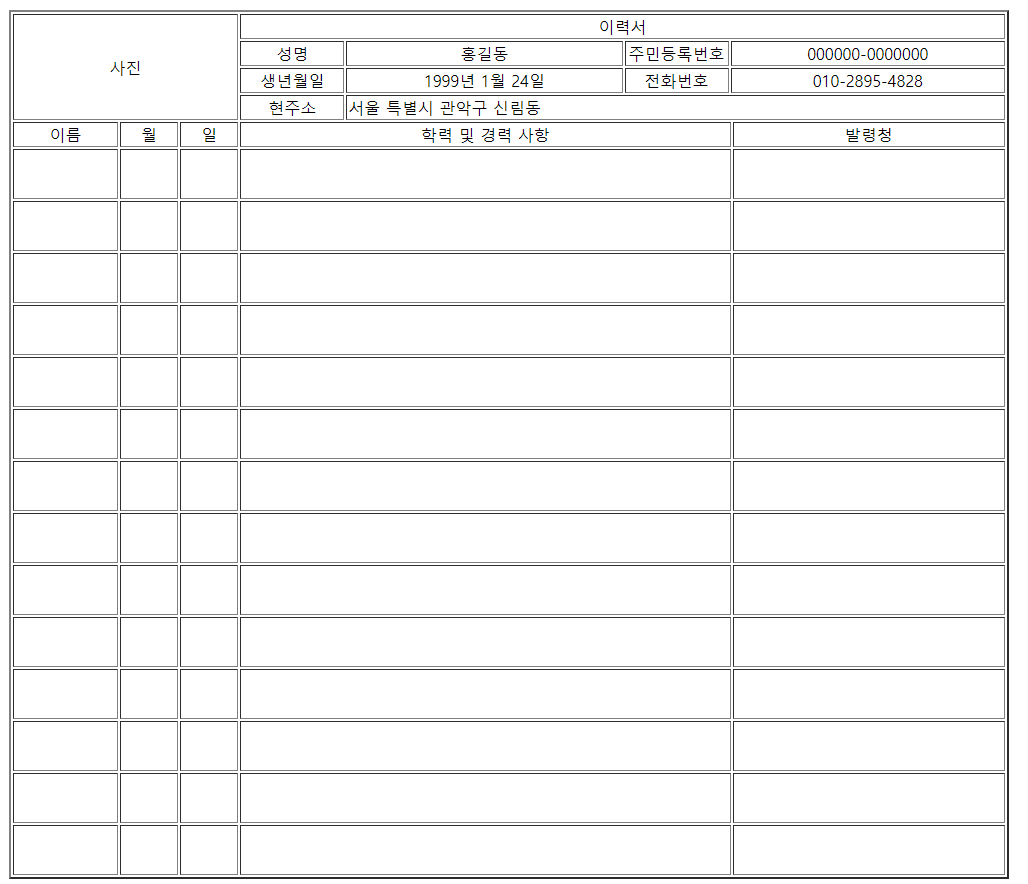 사진
이력서
성명 홍길동 주민등록번호 000000-0000000
생년월일 1999년 1월 24일 전화번호 010-2895-4828
현주소 서울 특별시 관악구 신림동
이름 월 일 학력 및 경력 사항 발령청